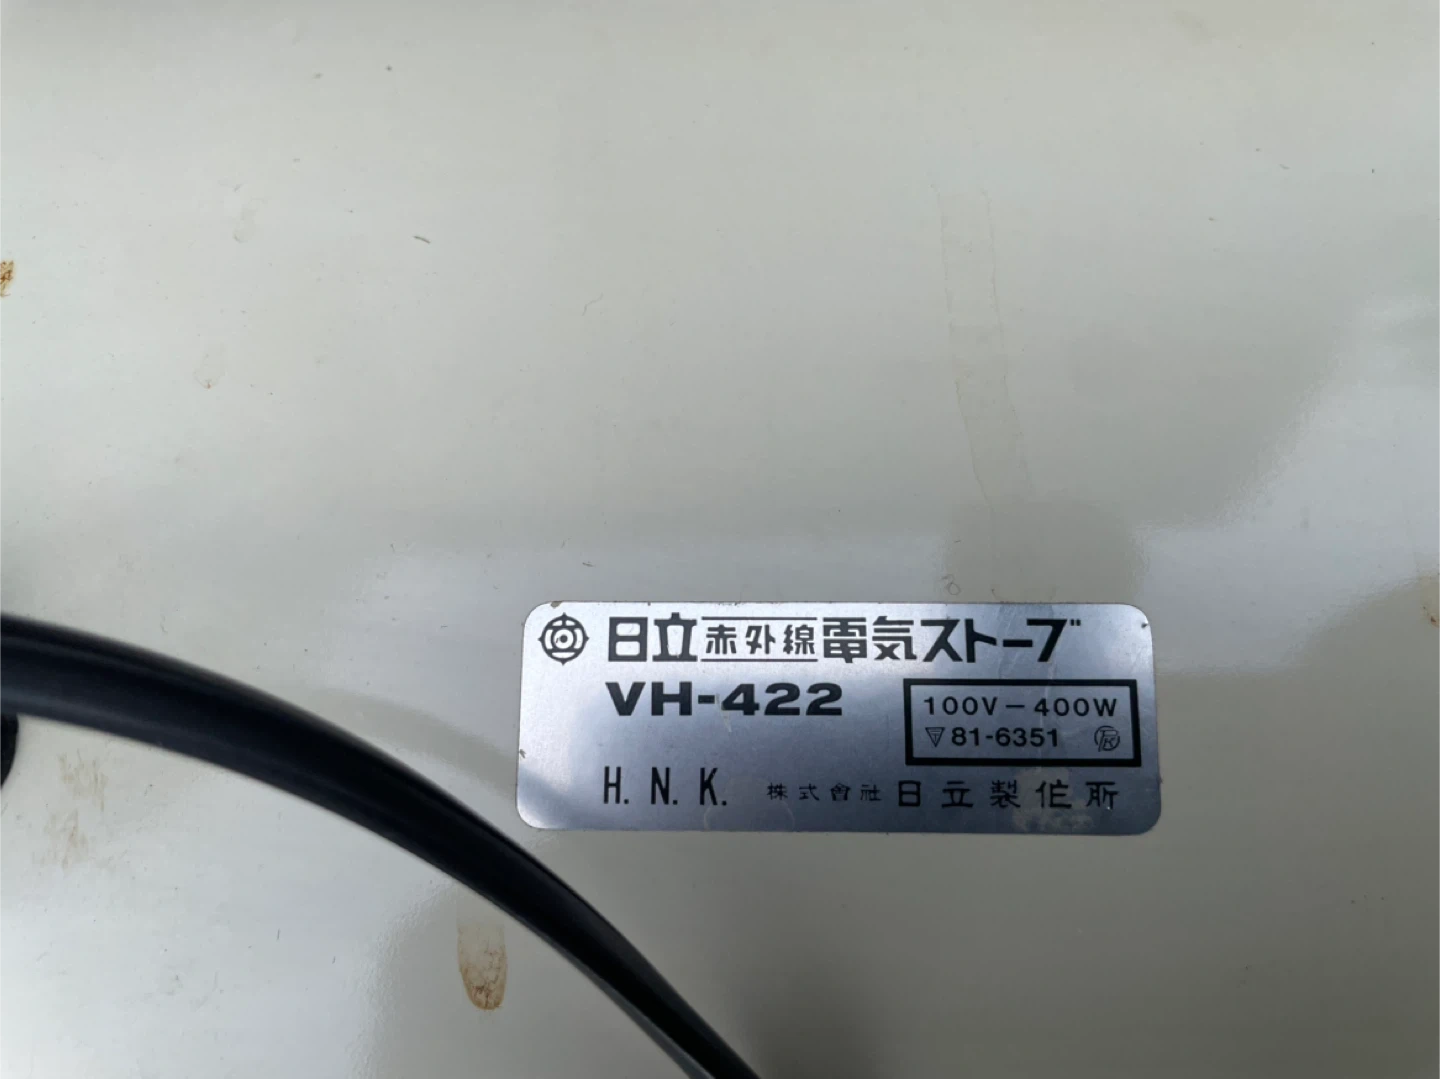 日立赤外線電気ストーブ
VH-422
100V－400W
81-6351
H. N. K. 株式會社 日立製作所